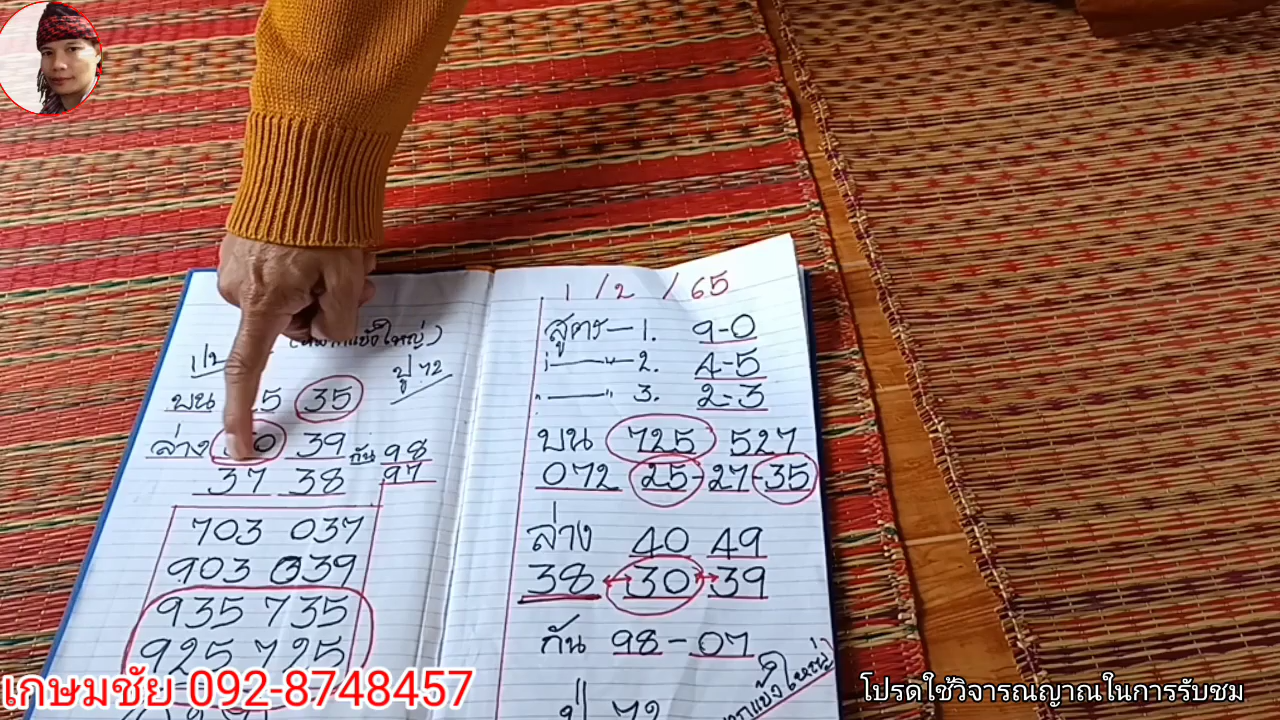 (หมากแข้งใหญ่)
ปู่ 72
บน 35
ล่าง 39
กัน 98
37 38 97
703 037
903 039
935 735
925 725
1/2/65
สูตร-1. 9-0
"-2. 4-5
"-3. 2-3
บน 725 527
072 25-27-35
ล่าง 40 49
38 ↔ 30 ↔ 39
กัน 98-07
ปู่ 72
เกษมชัย 092-8748457
โปรดใช้วิจารณญาณในการรับชม